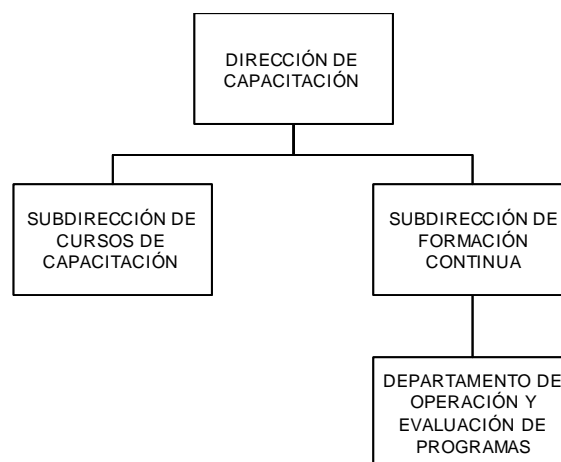 DIRECCIÓN DE
CAPACITACIÓN
SUBDIRECCIÓN DE
CURSOS DE
CAPACITACIÓN
SUBDIRECCIÓN DE
FORMACIÓN
CONTINUA
DEPARTAMENTO DE
OPERACIÓN Y
EVALUACIÓN DE
PROGRAMAS